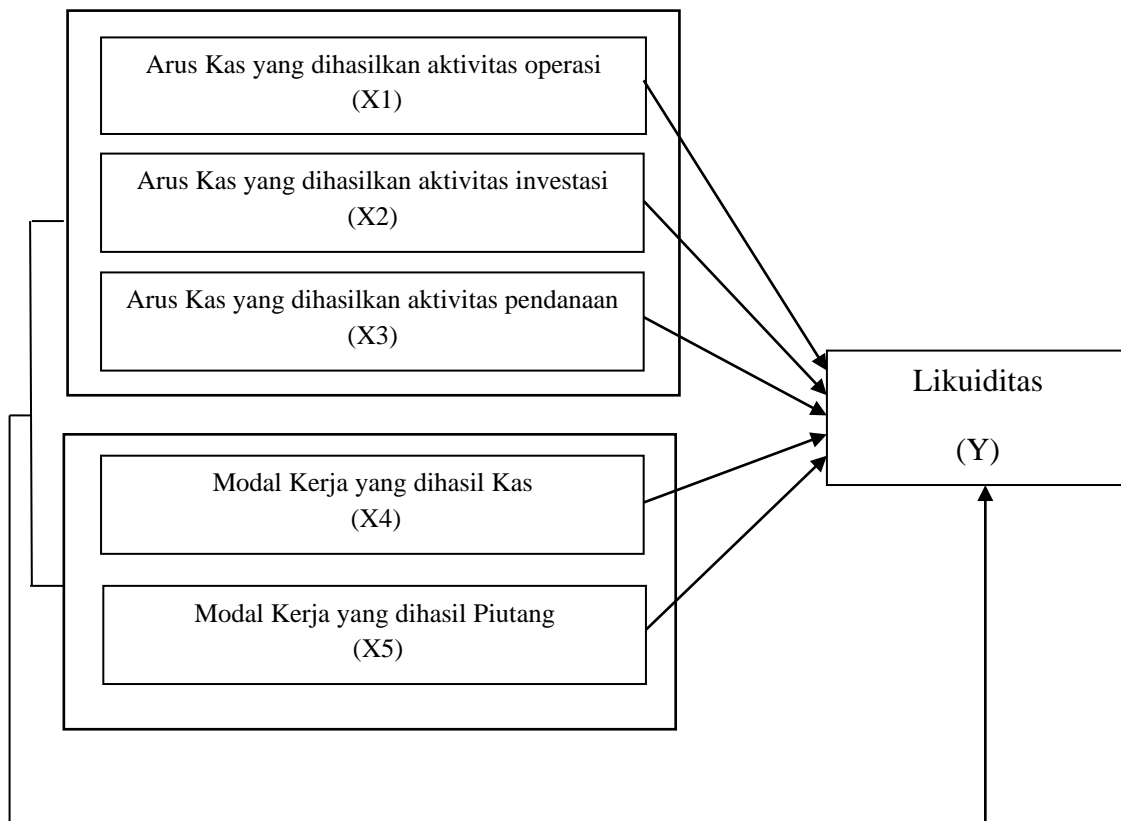 Arus Kas yang dihasilkan aktivitas operasi
(X1)
Arus Kas yang dihasilkan aktivitas investasi
(X2)
Arus Kas yang dihasilkan aktivitas pendanaan
(X3)
Likuiditas
(Y)
Modal Kerja yang dihasil Kas
(X4)
Modal Kerja yang dihasil Piutang
(X5)